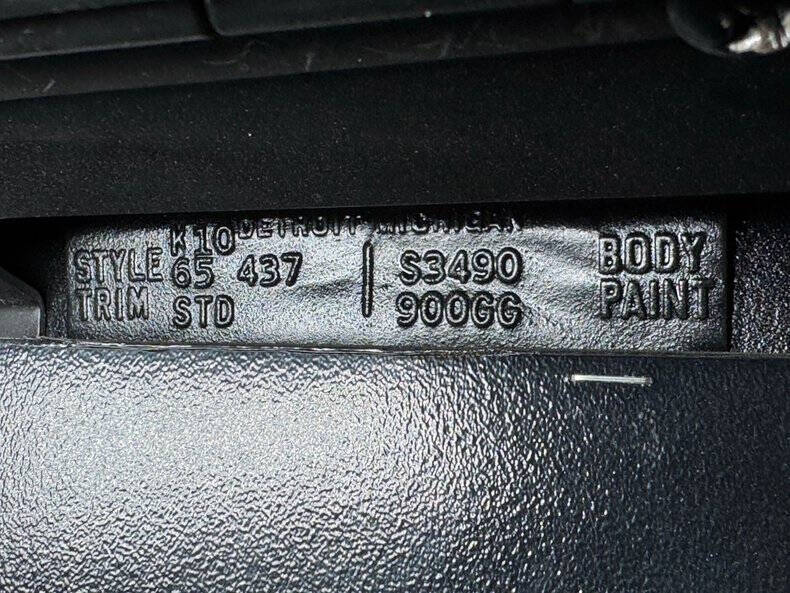 K10 DETROIT MICHIGAN
STYLE 65 437 S3490 BODY
TRIM STD 900GG PAINT